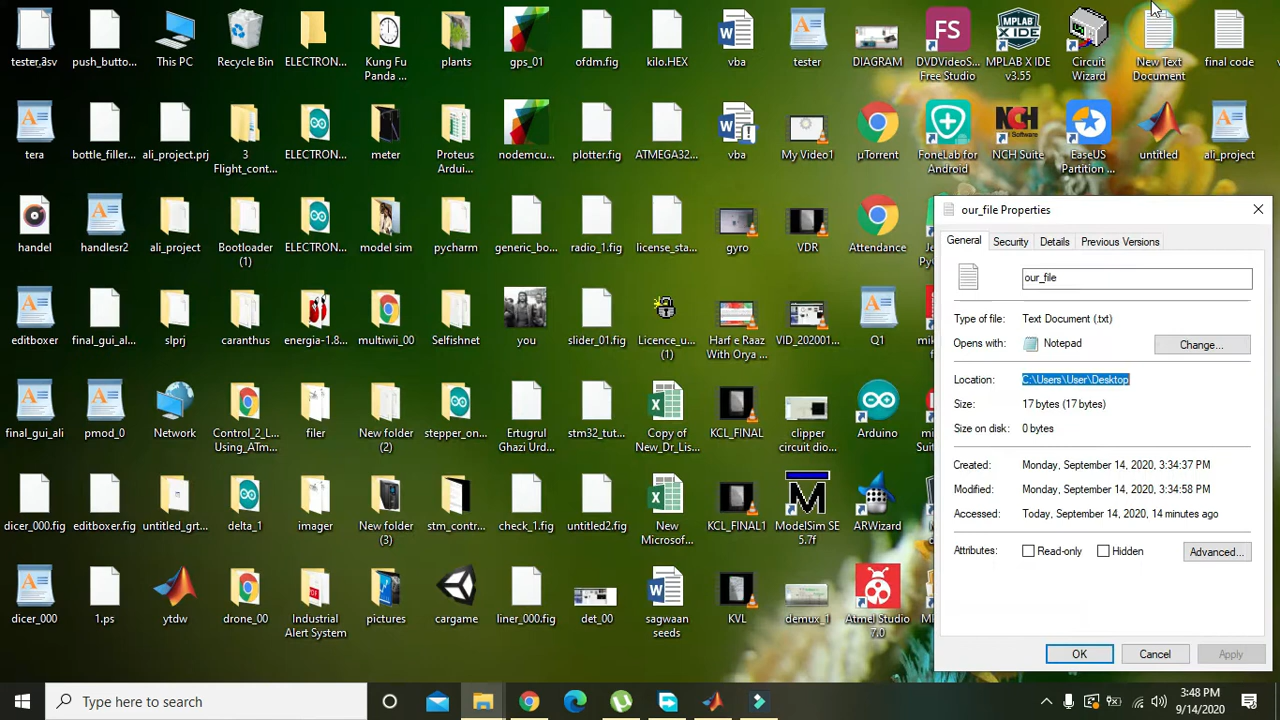 tester.asv
push_butto...
This PC
Recycle Bin
ELECTRON...
Kung Fu
Panda ...
plants
gps_01
ofdm.fig
kilo.HEX
vba
tester
DIAGRAM
DVDVideoS...
Free Studio
MPLAB X IDE
v3.55
Circuit
Wizard
New Text
Document
final code
tera
bottle_filler...
ali_project.prj
3
Flight_cont...
ELECTRON...
meter
Proteus
Ardui...
nodemcu...
plotter.fig
ATMEGA32...
vba
My Video1
µTorrent
FoneLab for
Android
NCH Suite
EaseUS
Partition ...
untitled
ali_project
handel
handlesr2
ali_project
Bootloader
(1)
ELECTRON...
model sim
pycharm
generic_bo...
radio_1.fig
license_sta...
gyro
VDR
Attendance
editboxer
final_gui_al...
slprj
caranthus
energia-1.8...
multiwii_00
Selfishnet
you
slider_01.fig
Licence_u...
(1)
Harf e Raaz
With Orya ...
VID_202001...
Q1
final_gui_ali
pmod_0
Network
Control_2_L...
Using_ATm...
filer
New folder
(2)
stepper_on...
Ertugrul
Ghazi Urd...
stm32_tut...
Copy of
New_Dr_Lis...
KCL_FINAL
clipper
circuit dio...
Arduino
dicer_000.fig
editboxer.fig
untitled_grt...
delta_1
imager
New folder
(3)
stm_contr...
check_1.fig
untitled2.fig
New
Microsof...
KCL_FINAL1
ModelSim SE
5.7f
ARWizard
dicer_000
1.ps
ytdw
drone_00
Industrial
Alert System
pictures
cargame
liner_000.fig
det_00
sagwaan
seeds
KVL
demux_1
Atmel Studio
7.0
our_file Properties
General Security Details Previous Versions
our_file
Type of file: Text Document (.txt)
Opens with: Notepad Change...
Location: C:\Users\User\Desktop
Size: 17 bytes (17 bytes)
Size on disk: 0 bytes
Created: Monday, September 14, 2020, 3:34:37 PM
Modified: Monday, September 14, 2020, 3:34:59 PM
Accessed: Today, September 14, 2020, 14 minutes ago
Attributes: Read-only Hidden Advanced...
OK Cancel Apply
Type here to search
3:48 PM
9/14/2020